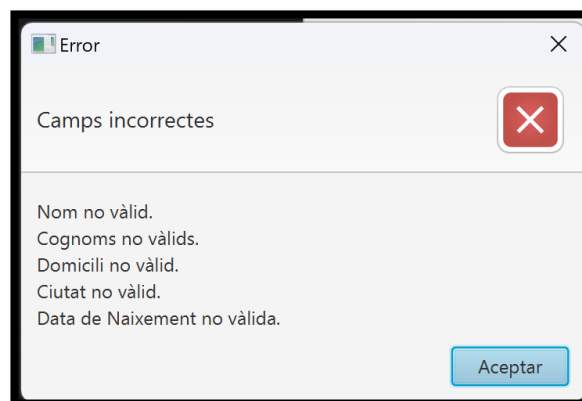 Error
Camps incorrectes
Nom no vàlid.
Cognoms no vàlids.
Domicili no vàlid.
Ciutat no vàlid.
Data de Naixement no vàlida.
Aceptar